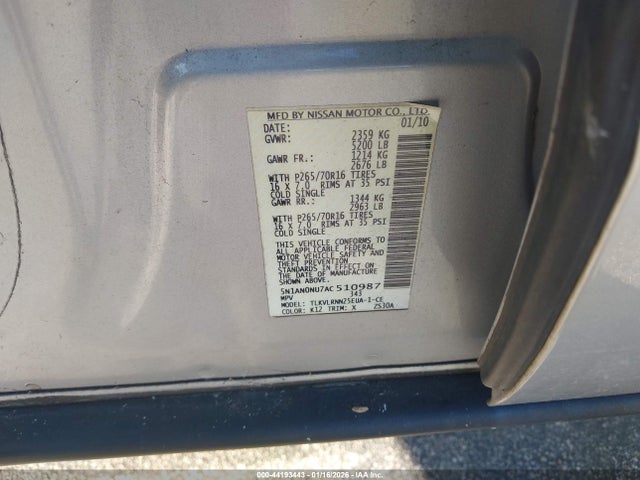 MFD BY NISSAN MOTOR CO., LTD.
DATE: 01/10
GVWR: 2359 KG
5200 LB
GAWR FR.: 1214 KG
2676 LB
WITH P265/70R16 TIRES
16 X 7.0 RIMS AT 35 PSI
COLD SINGLE
GAWR RR.: 1344 KG
2963 LB
WITH P265/70R16 TIRES
16 X 7.0 RIMS AT 35 PSI
COLD SINGLE
THIS VEHICLE CONFORMS TO
ALL APPLICABLE FEDERAL
MOTOR VEHICLE SAFETY AND
THEFT PREVENTION
STANDARDS IN EFFECT ON
THE DATE OF MANUFACTURE
SHOWN ABOVE.
5N1AN0NU7AC510987
MPV 343
MODEL: TLKVLRNNZ5EUA-I-CE
COLOR: K12 TRIM: X ZS30A
000-44193443 - 01/16/2026 - IAA Inc.